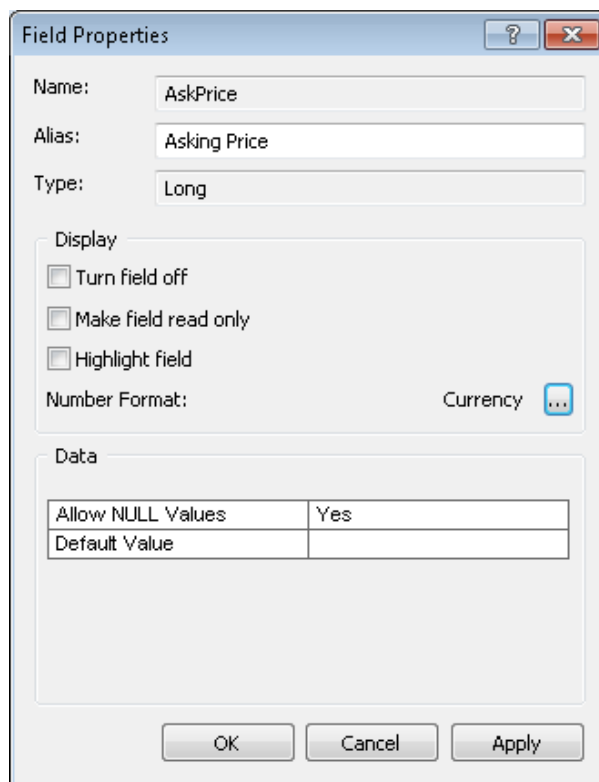 Field Properties
Name: AskPrice
Alias: Asking Price
Type: Long
Display
Turn field off
Make field read only
Highlight field
Number Format: Currency ...
Data
Allow NULL Values Yes
Default Value
OK Cancel Apply